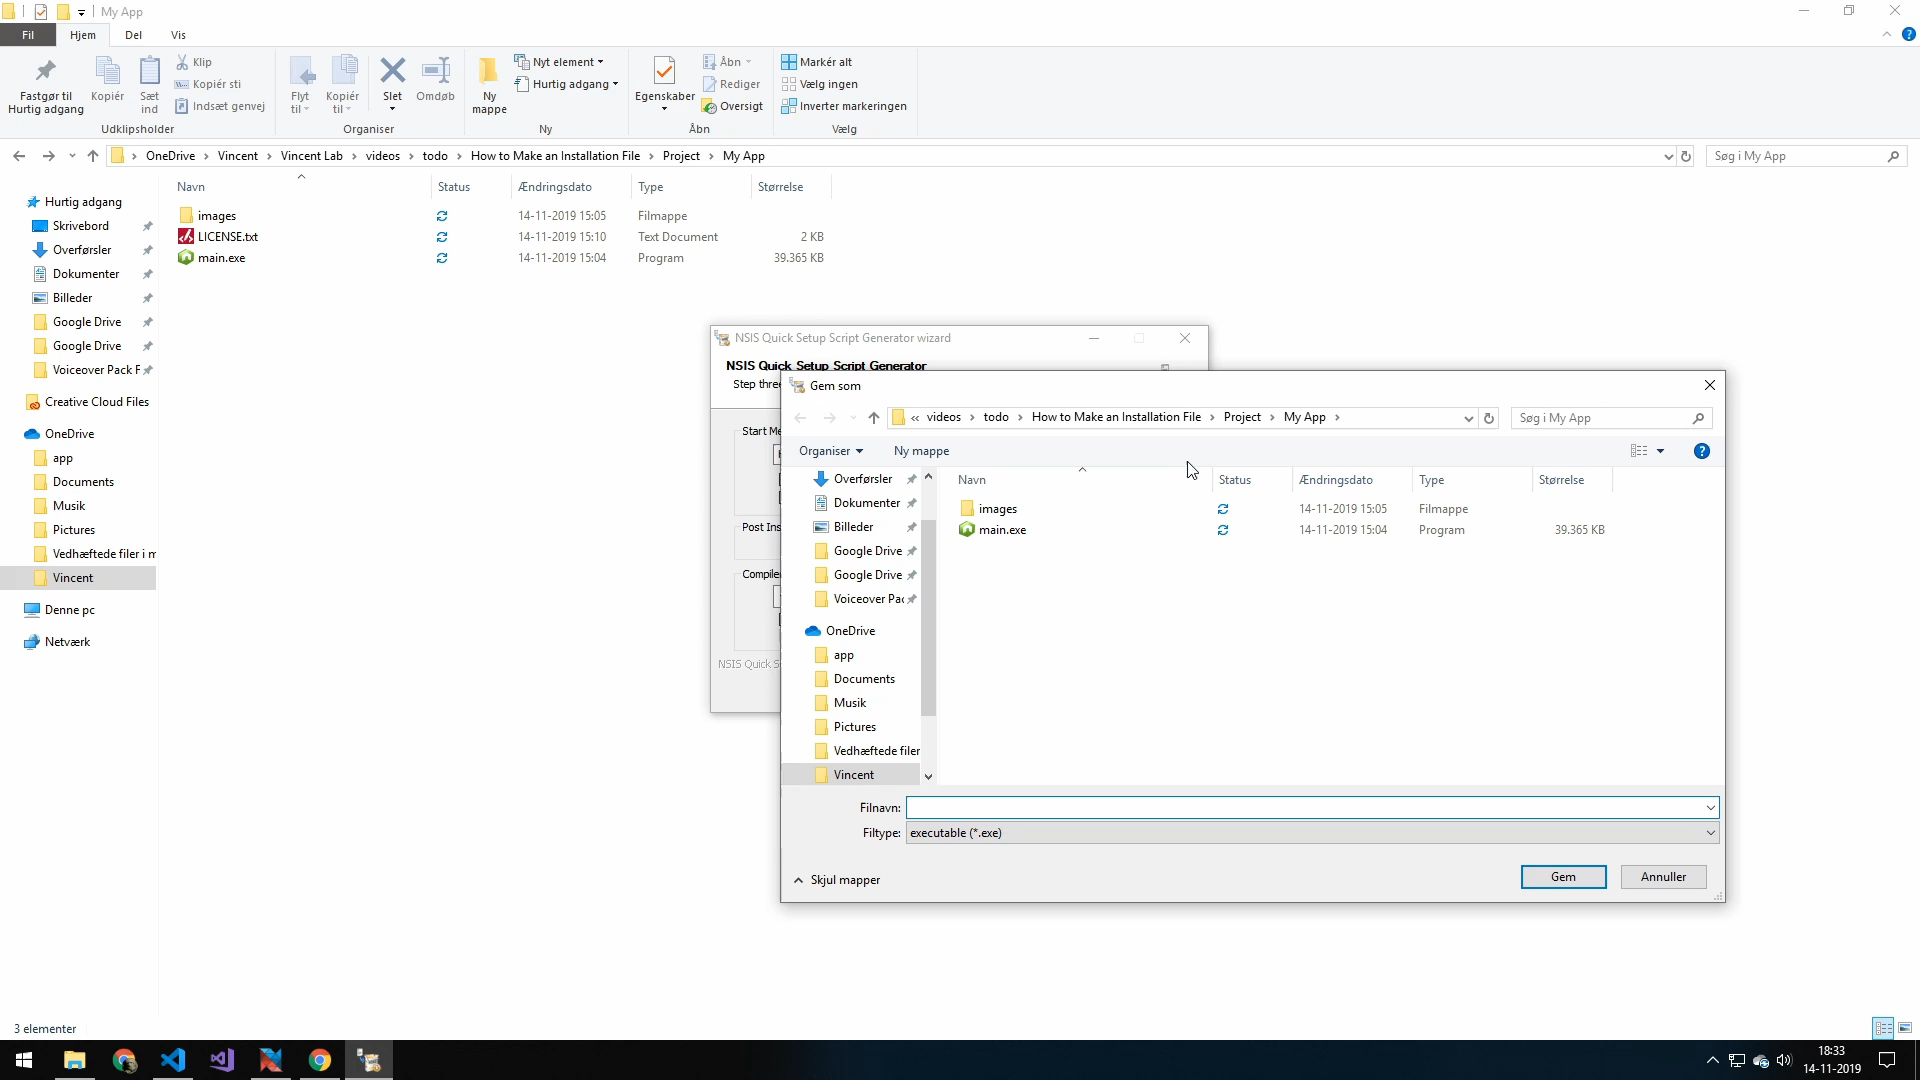 My App
Fil Hjem Del Vis
Fastgør til Hurtig adgang
Kopiér
Sæt ind
Klip
Kopiér sti
Indsæt genvej
Udklipsholder
Flyt til
Kopiér til
Slet
Omdøb
Organiser
Ny mappe
Nyt element
Hurtig adgang
Ny
Egenskaber
Åbn
Rediger
Oversigt
Åbn
Markér alt
Vælg ingen
Inverter markeringen
Vælg
OneDrive Vincent Vincent Lab videos todo How to Make an Installation File Project My App
Søg i My App
Navn Status Ændringsdato Type Størrelse
images 14-11-2019 15:05 Filmappe
LICENSE.txt 14-11-2019 15:10 Text Document 2 KB
main.exe 14-11-2019 15:04 Program 39.365 KB
Hurtig adgang
Skrivebord
Overførsler
Dokumenter
Billeder
Google Drive
Google Drive
Voiceover Pack F
Creative Cloud Files
OneDrive
app
Documents
Musik
Pictures
Vedhæftede filer i m
Vincent
Denne pc
Netværk
NSIS Quick Setup Script Generator wizard
NSIS Quick Setup Script Generator
Step three
Start Me
Post Ins
Compile
NSIS Quick S
Gem som
« videos todo How to Make an Installation File Project My App
Søg i My App
Organiser Ny mappe
Navn Status Ændringsdato Type Størrelse
images 14-11-2019 15:05 Filmappe
main.exe 14-11-2019 15:04 Program 39.365 KB
Overførsler
Dokumenter
Billeder
Google Drive
Google Drive
Voiceover Pac
OneDrive
app
Documents
Musik
Pictures
Vedhæftede filer
Vincent
Filnavn:
Filtype: executable (*.exe)
Skjul mapper
Gem Annuller
3 elementer
18:33
14-11-2019